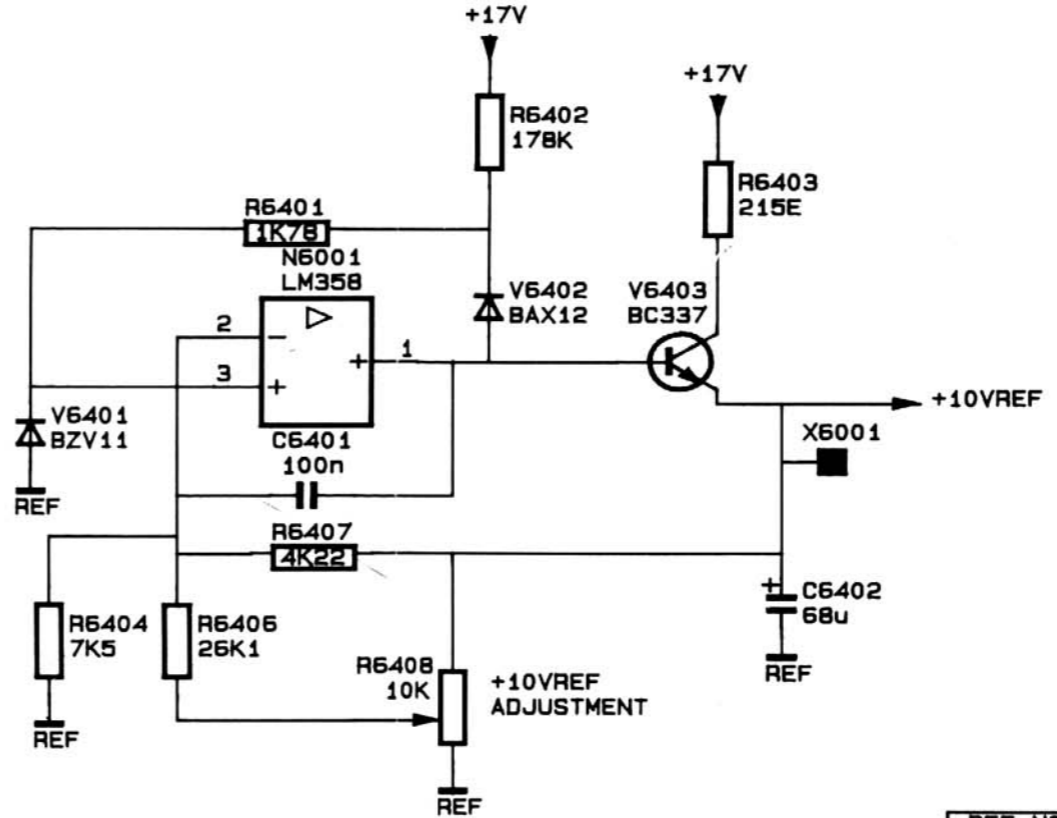 +17V
+17V
R6402
178K
R6403
215E
R6401
1K78
N6001
LM358
V6402
BAX12
V6403
BC337
2
-
+
1
3
+
+10VREF
V6401
BZV11
X6001
C6401
100n
REF
R6407
4K22
C6402
68u
R6404
7K5
R6406
26K1
R6408
10K
+10VREF
ADJUSTMENT
REF
REF
REF